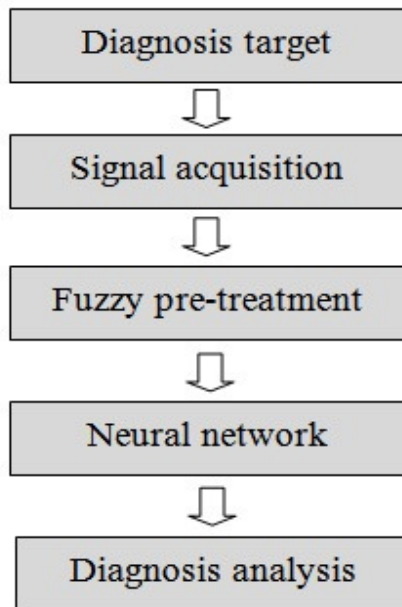 Diagnosis target
Signal acquisition
Fuzzy pre-treatment
Neural network
Diagnosis analysis